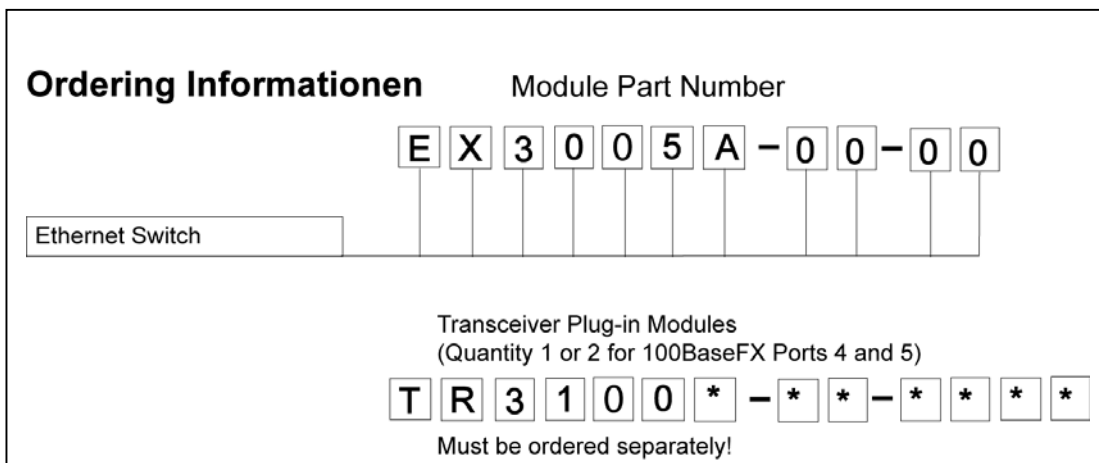 Ordering Informationen Module Part Number
EX3005A-00-00
Ethernet Switch
Transceiver Plug-in Modules
(Quantity 1 or 2 for 100BaseFX Ports 4 and 5)
TR3100*-**-****
Must be ordered separately!